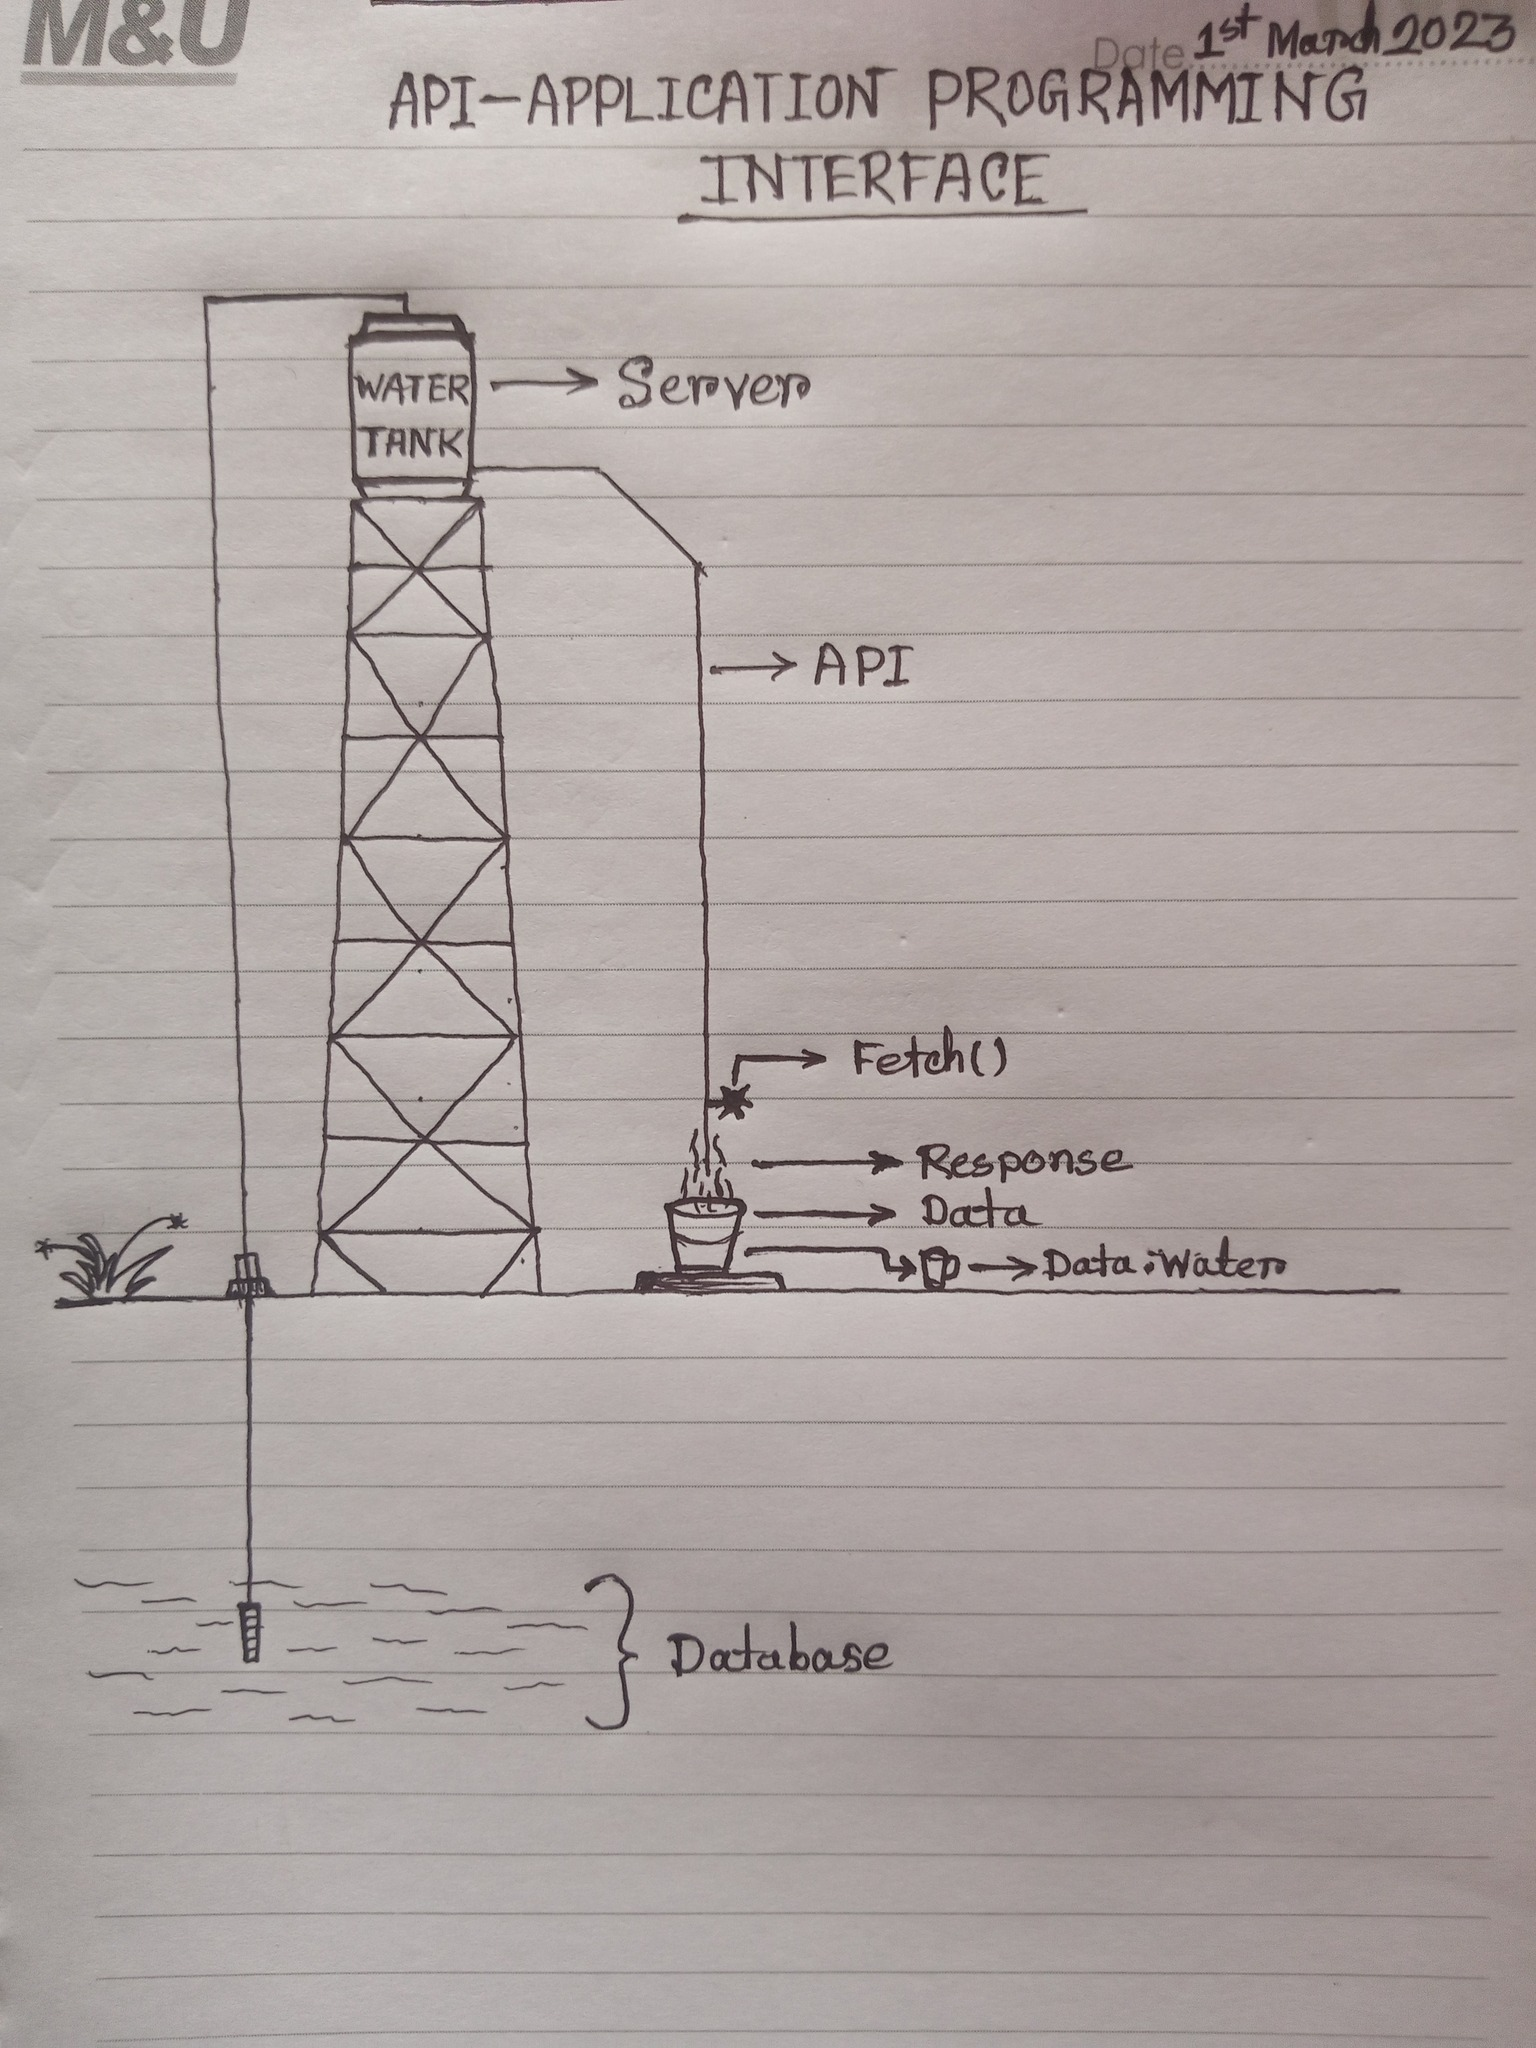 M&U
Date 1st March 2023
API-APPLICATION PROGRAMMING
INTERFACE
WATER
TANK
Server
API
Fetch()
Response
Data
Data:Water
Database